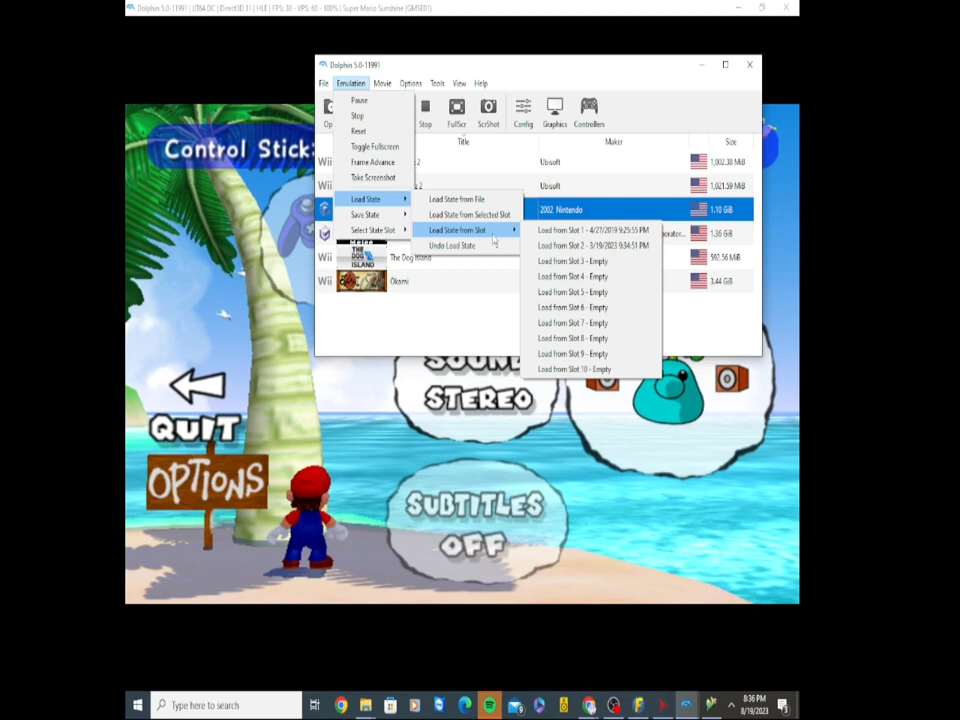 Dolphin 5.0-11991 | JIT64 DC | Direct3D 11 | HLE | FPS: 30 - VPS: 60 - 100% | Super Mario Sunshine (GMSE01)
Dolphin 5.0-11991
File Emulation Movie Options Tools View Help
Stop FullScr ScrShot Config Graphics Controllers
Title Maker Size
Pause
Stop
Reset
Toggle Fullscreen
Frame Advance
Take Screenshot
Load State
Save State
Select State Slot
Load State from File
Load State from Selected Slot
Load State from Slot
Undo Load State
Load from Slot 1 - 4/27/2019 9:25:55 PM
Load from Slot 2 - 3/19/2023 9:34:51 PM
Load from Slot 3 - Empty
Load from Slot 4 - Empty
Load from Slot 5 - Empty
Load from Slot 6 - Empty
Load from Slot 7 - Empty
Load from Slot 8 - Empty
Load from Slot 9 - Empty
Load from Slot 10 - Empty
Wii 2 Ubisoft 1,002.38 MiB
Wii 2 Ubisoft 1,021.59 MiB
2002 Nintendo 1.10 GiB
1.36 GiB
Wii THE DOG ISLAND The Dog Island 592.56 MiB
Wii Okami 3.44 GiB
Control Stick:
SOUND
STEREO
QUIT
OPTIONS
SUBTITLES
OFF
Type here to search
8:36 PM
8/19/2023